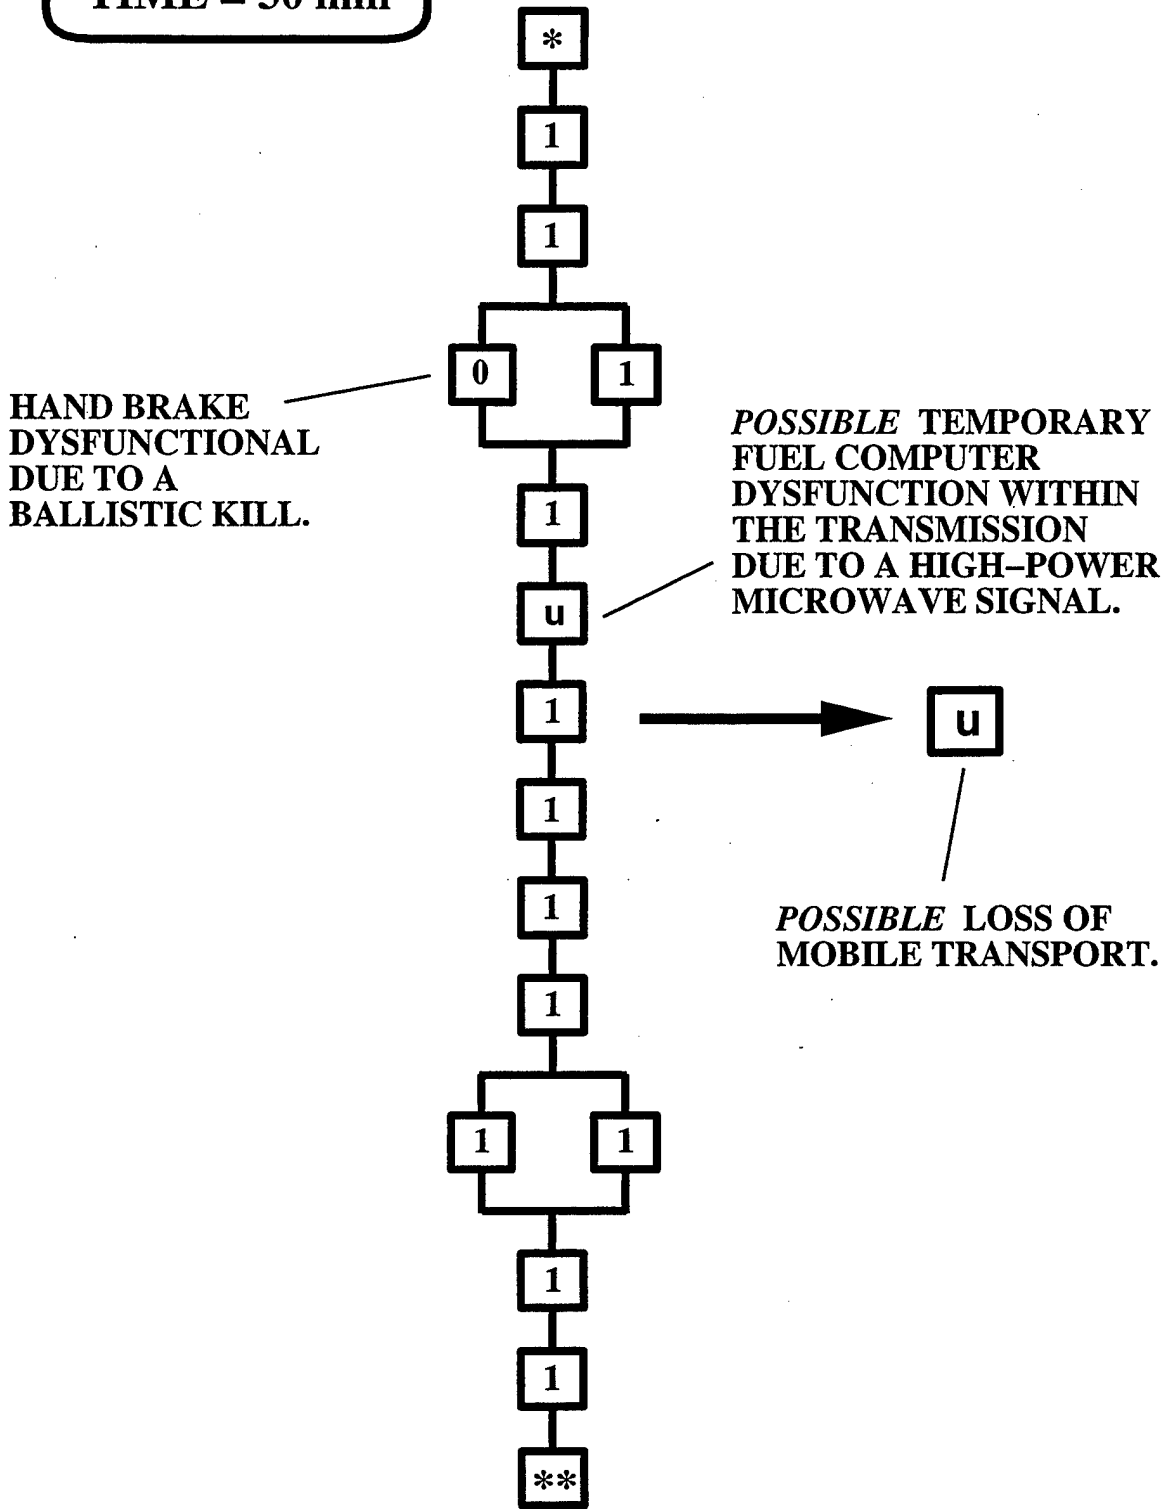 TIME = 30 min
*
1
1
0 1
HAND BRAKE
DYSFUNCTIONAL
DUE TO A
BALLISTIC KILL.
POSSIBLE TEMPORARY
FUEL COMPUTER
DYSFUNCTION WITHIN
THE TRANSMISSION
DUE TO A HIGH–POWER
MICROWAVE SIGNAL.
1
u
1
u
POSSIBLE LOSS OF
MOBILE TRANSPORT.
1
1
1
1 1
1
1
**